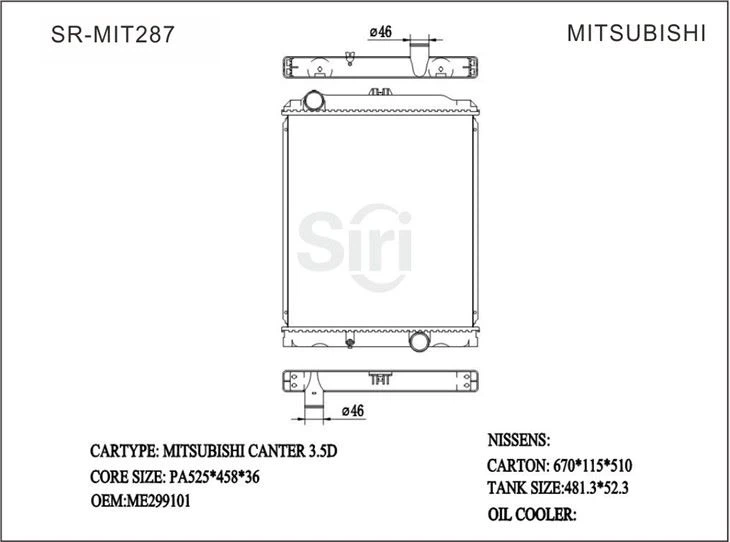 SR-MIT287
MITSUBISHI
ø46
Siri
ø46
CARTYPE: MITSUBISHI CANTER 3.5D
CORE SIZE: PA525*458*36
OEM:ME299101
NISSENS:
CARTON: 670*115*510
TANK SIZE:481.3*52.3
OIL COOLER: